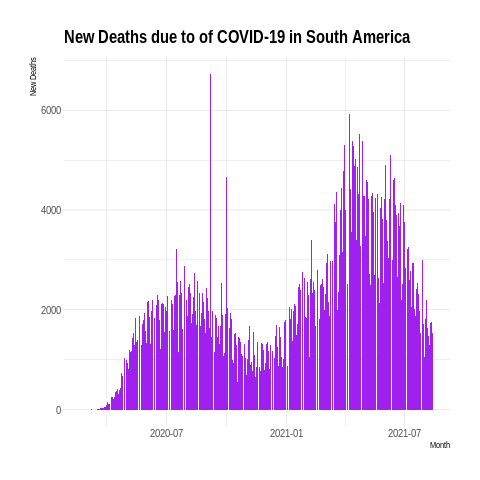 New Deaths due to of COVID-19 in South America
New Deaths
6000
4000
2000
0
2020-07
2021-01
2021-07
Month